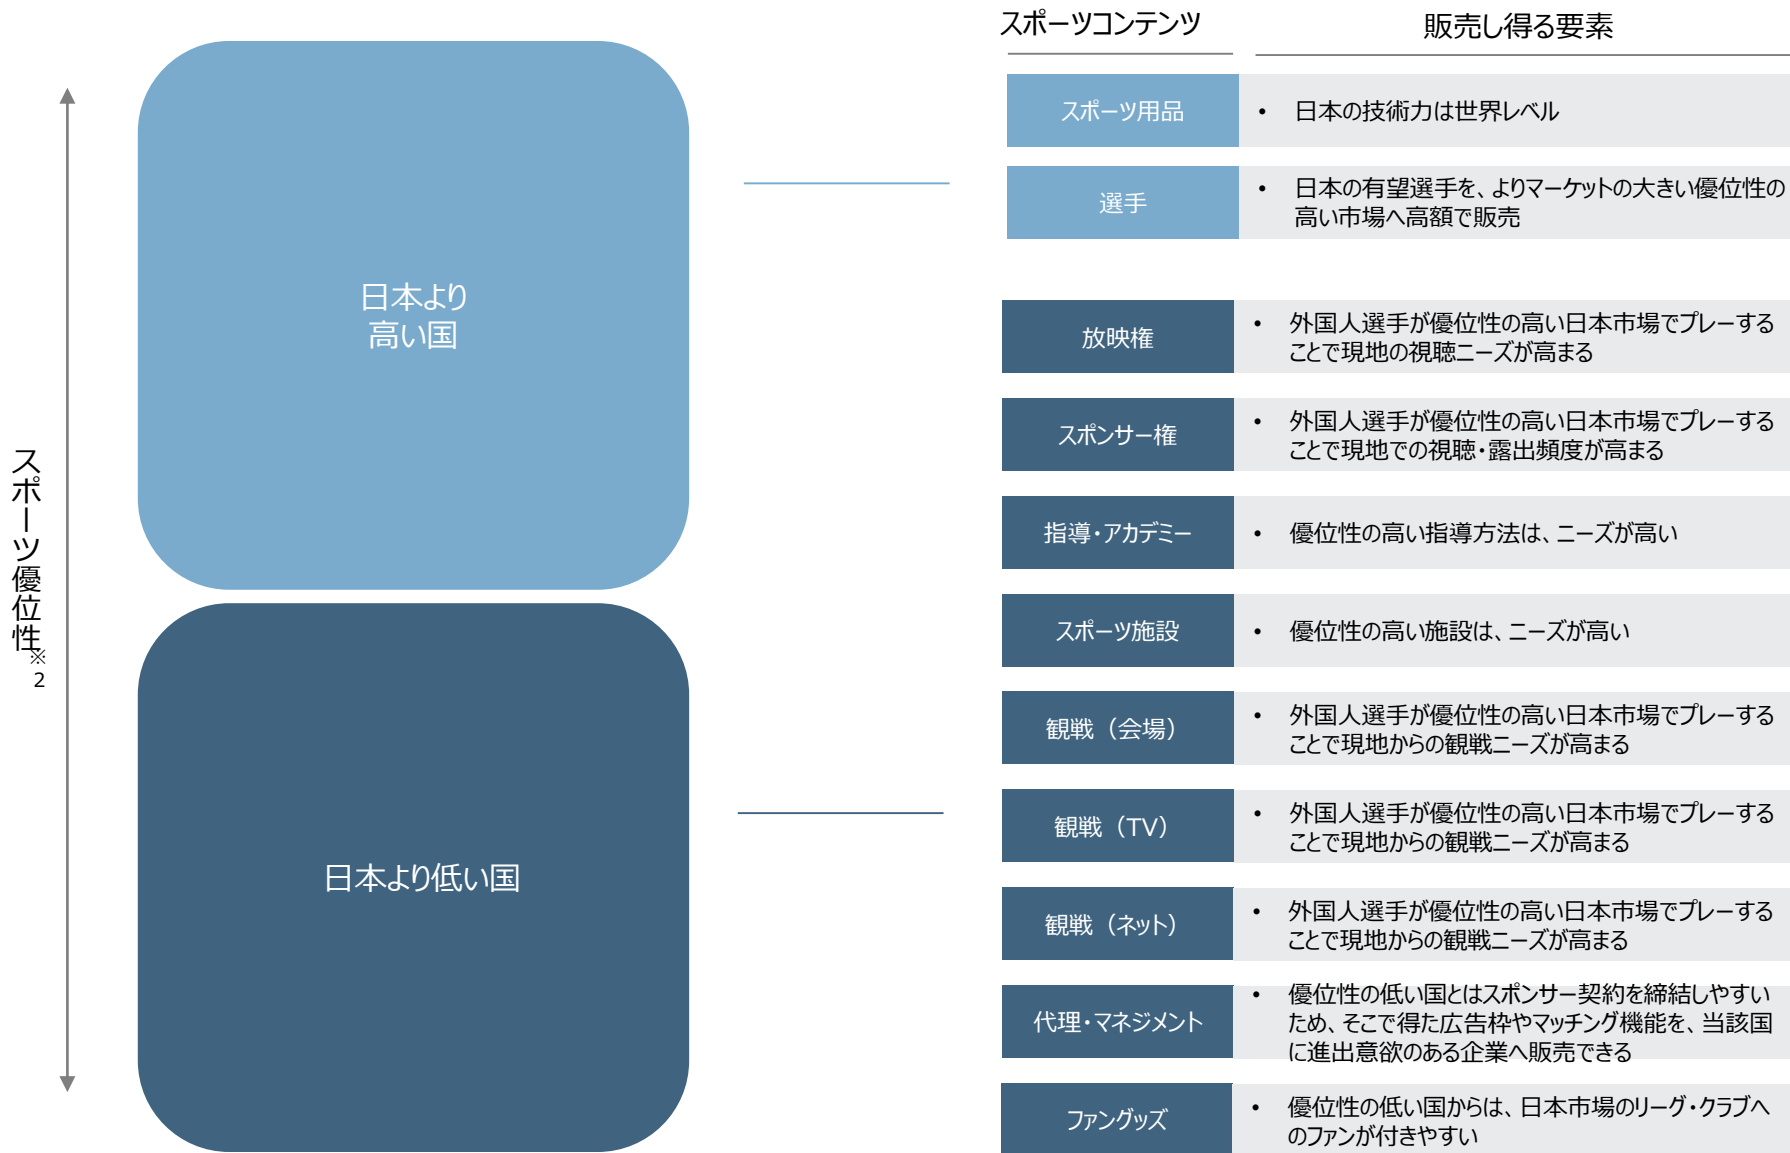 スポーツコンテンツ
販売し得る要素
スポーツ優位性※2
日本より
高い国
日本より低い国
スポーツ用品
• 日本の技術力は世界レベル
選手
• 日本の有望選手を、よりマーケットの大きい優位性の
高い市場へ高額で販売
放映権
• 外国人選手が優位性の高い日本市場でプレーする
ことで現地の視聴ニーズが高まる
スポンサー権
• 外国人選手が優位性の高い日本市場でプレーする
ことで現地での視聴・露出頻度が高まる
指導・アカデミー
• 優位性の高い指導方法は、ニーズが高い
スポーツ施設
• 優位性の高い施設は、ニーズが高い
観戦（会場）
• 外国人選手が優位性の高い日本市場でプレーする
ことで現地からの観戦ニーズが高まる
観戦（TV）
• 外国人選手が優位性の高い日本市場でプレーする
ことで現地からの観戦ニーズが高まる
観戦（ネット）
• 外国人選手が優位性の高い日本市場でプレーする
ことで現地からの観戦ニーズが高まる
代理・マネジメント
• 優位性の低い国とはスポンサー契約を締結しやすい
ため、そこで得た広告枠やマッチング機能を、当該国
に進出意欲のある企業へ販売できる
ファングッズ
• 優位性の低い国からは、日本市場のリーグ・クラブへ
のファンが付きやすい